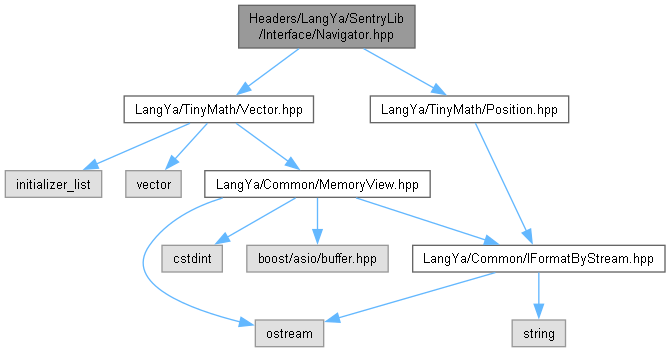 Headers/LangYa/SentryLib
/Interface/Navigator.hpp
LangYa/TinyMath/Vector.hpp
LangYa/TinyMath/Position.hpp
initializer_list
vector
LangYa/Common/MemoryView.hpp
cstdint
boost/asio/buffer.hpp
LangYa/Common/IFormatByStream.hpp
ostream
string